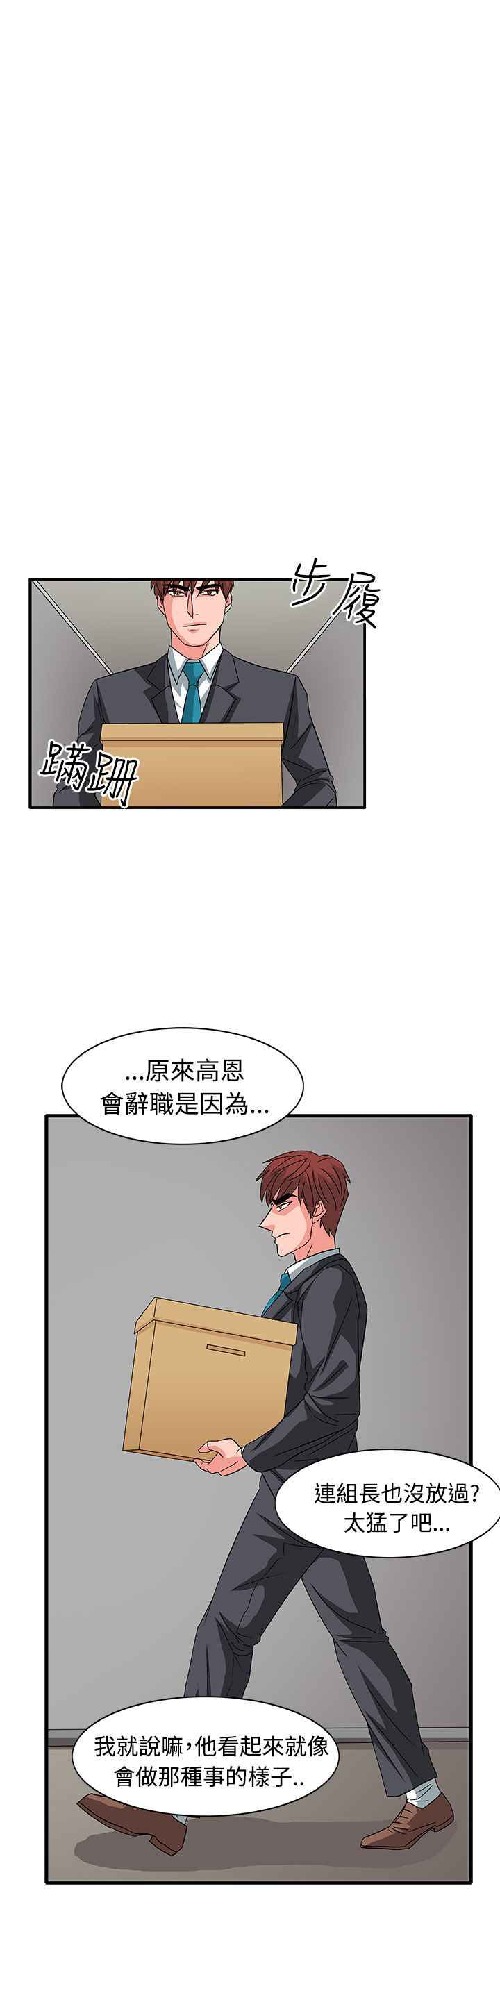 步履
蹣跚
...原來高恩
會辭職是因為...
連組長也沒放過?
太猛了吧...
我就說嘛,他看起來就像
會做那種事的樣子..